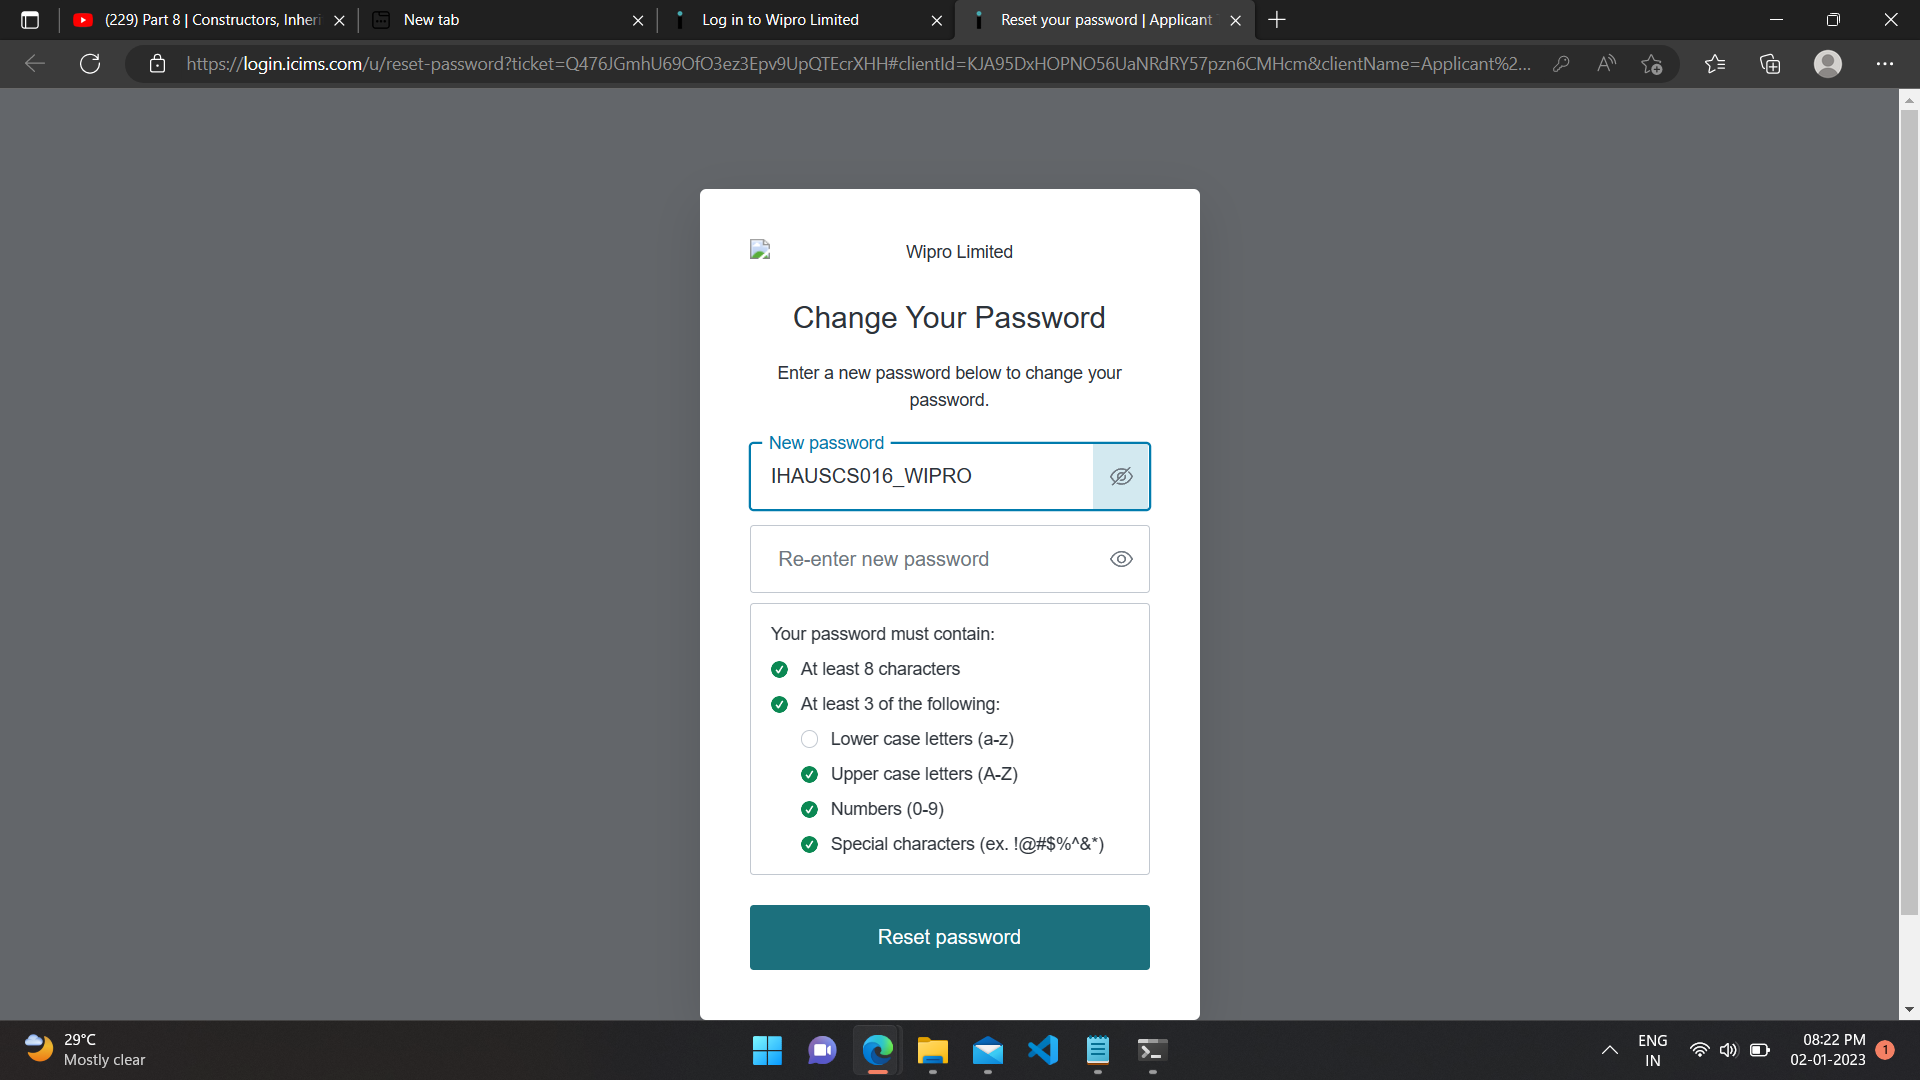 (229) Part 8 | Constructors, Inheri
New tab
Log in to Wipro Limited
Reset your password | Applicant
https://login.icims.com/u/reset-password?ticket=Q476JGmhU69OfO3ez3Epv9UpQTEcrXHH#clientId=KJA95DxHOPNO56UaNRdRY57pzn6CMHcm&clientName=Applicant%2...
Wipro Limited
Change Your Password
Enter a new password below to change your
password.
New password
IHAUSCS016_WIPRO
Re-enter new password
Your password must contain:
At least 8 characters
At least 3 of the following:
Lower case letters (a-z)
Upper case letters (A-Z)
Numbers (0-9)
Special characters (ex. !@#$%^&*)
Reset password
29°C
Mostly clear
ENG
IN
08:22 PM
02-01-2023
1